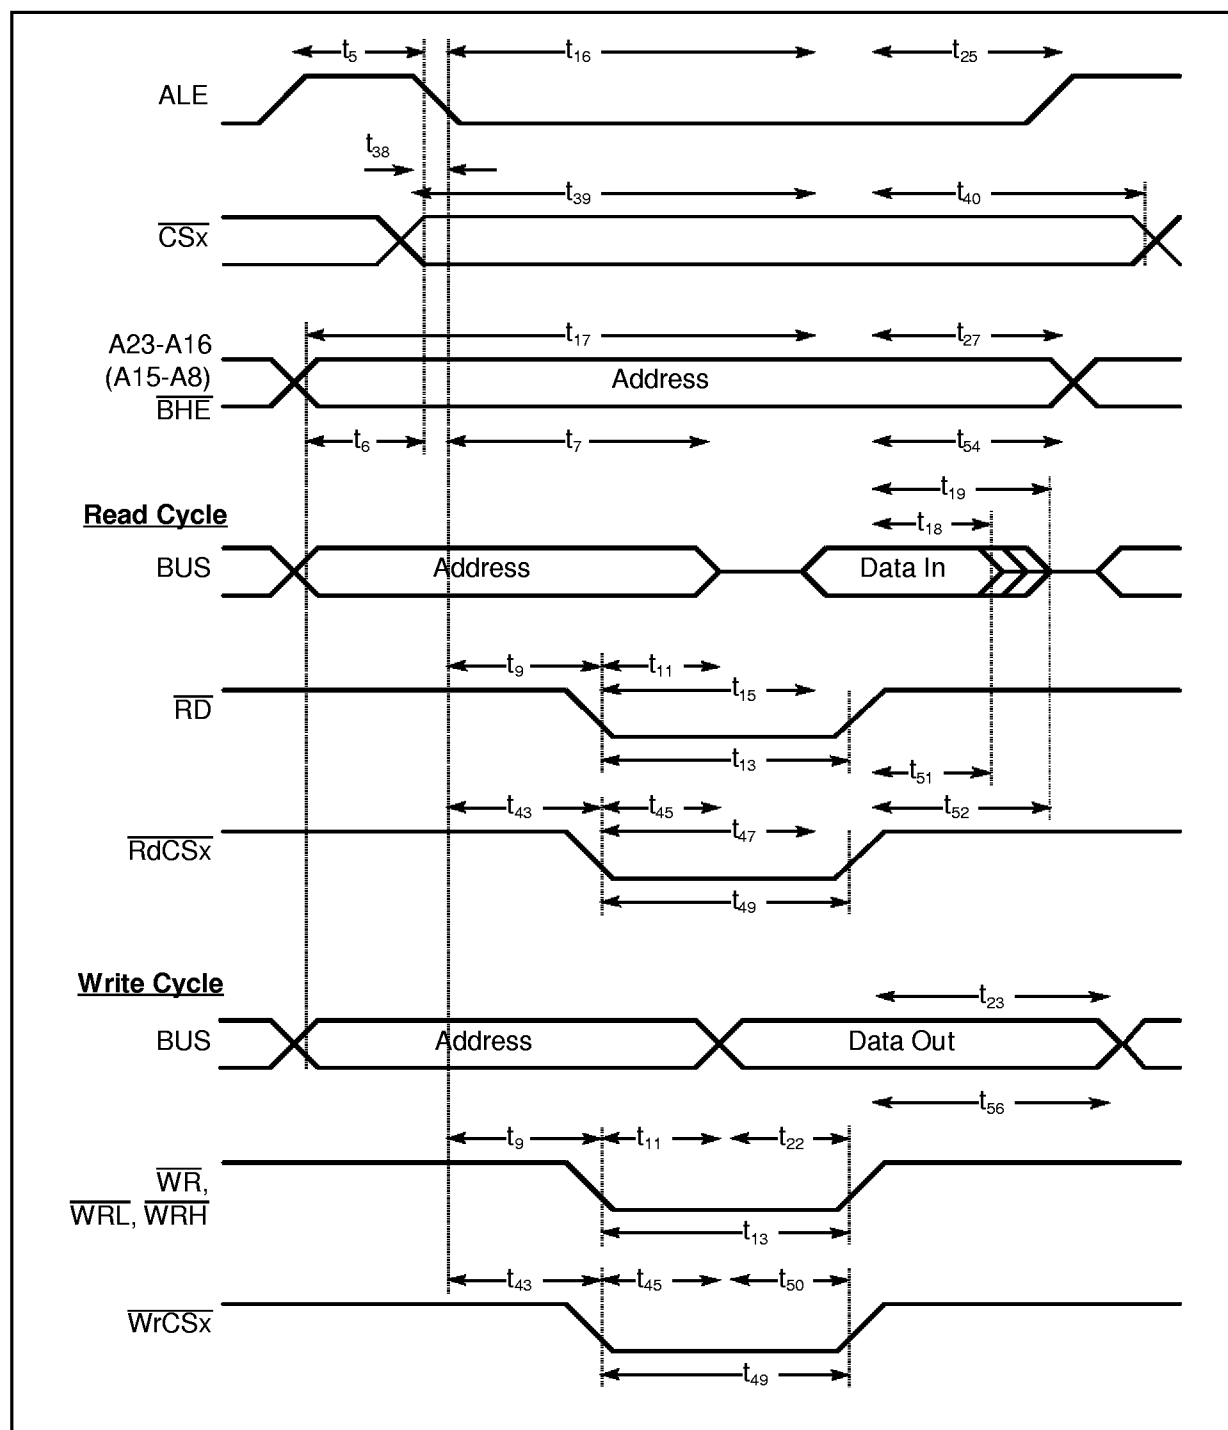 t5 t16 t25
ALE
t38
t39 t40
CSx
t17 t27
A23-A16
(A15-A8) Address
BHE
t6 t7 t54
t19
Read Cycle t18
BUS Address Data In
t9 t11
t15
RD
t13 t51
t43 t45 t52
t47
RdCSx
t49
Write Cycle
t23
BUS Address Data Out
t56
t9 t11 t22
WR,
WRL, WRH
t13
t43 t45 t50
WrCSx
t49